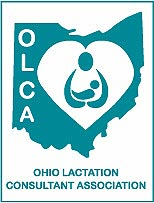 OLCA
OHIO LACTATION
CONSULTANT ASSOCIATION